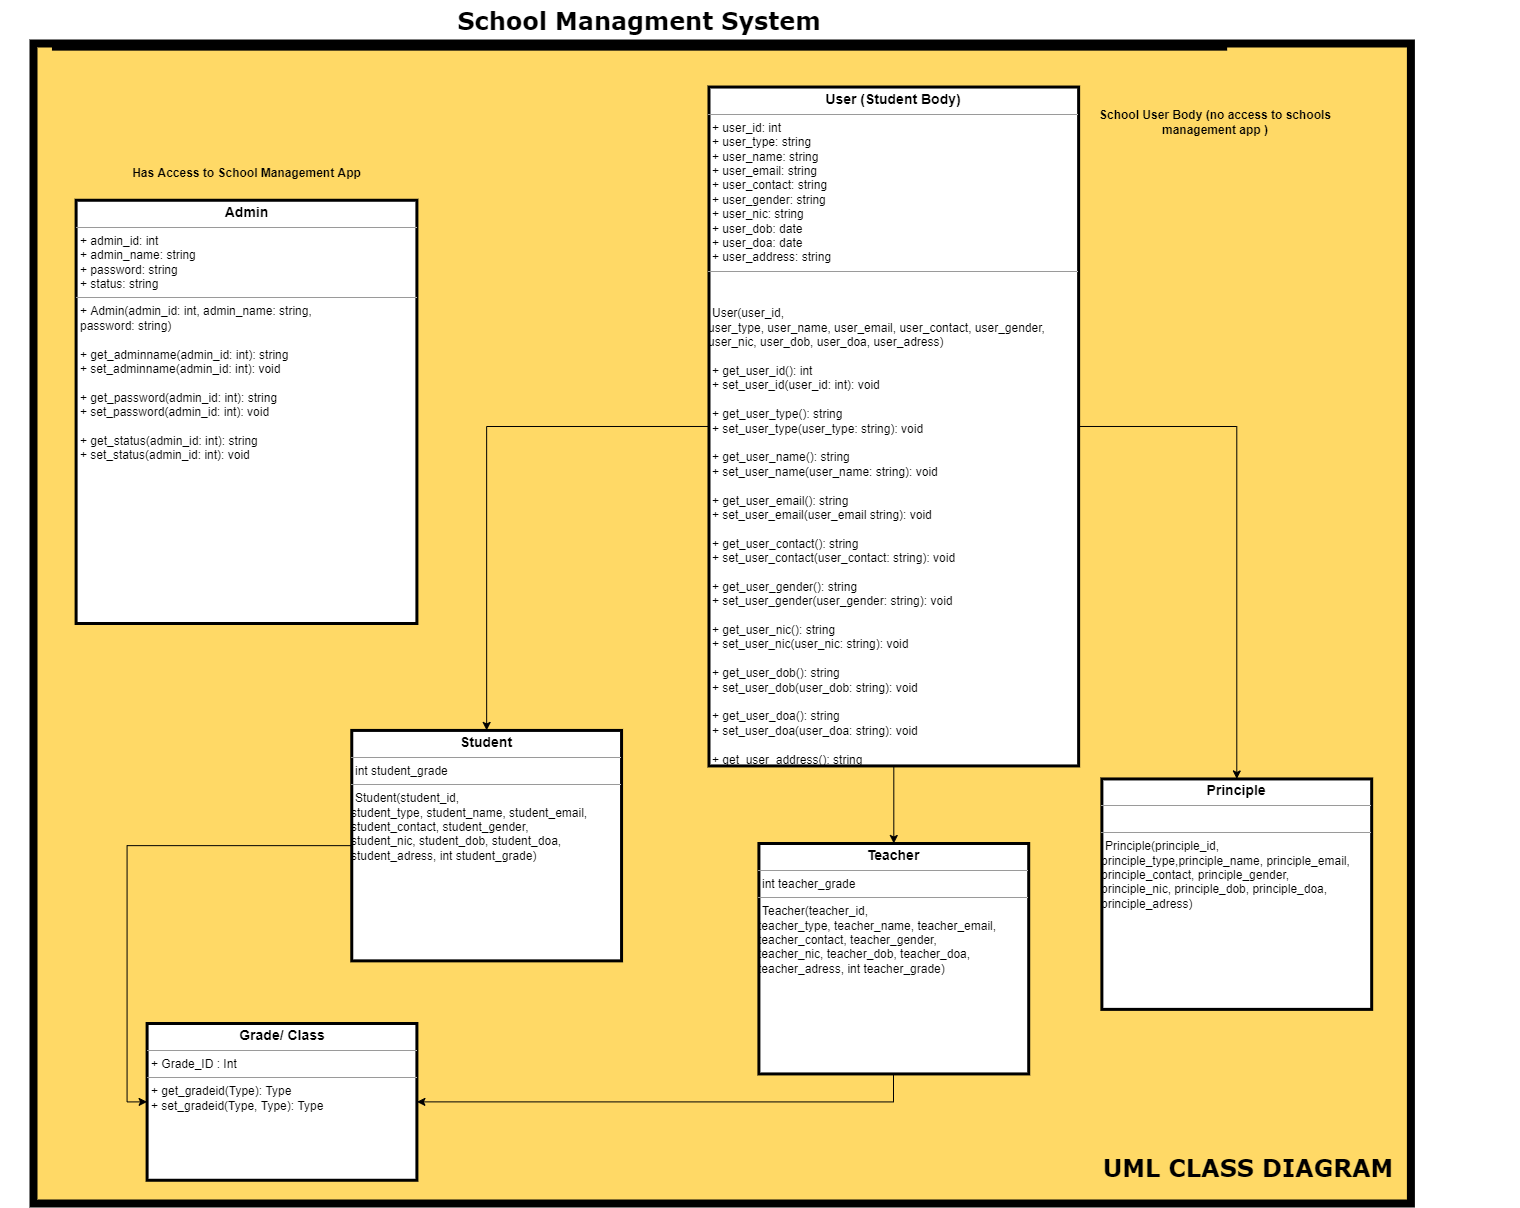 School Managment System
User (Student Body)
+ user_id: int
+ user_type: string
+ user_name: string
+ user_email: string
+ user_contact: string
+ user_gender: string
+ user_nic: string
+ user_dob: date
+ user_doa: date
+ user_address: string
User(user_id,
user_type, user_name, user_email, user_contact, user_gender,
user_nic, user_dob, user_doa, user_adress)
+ get_user_id(): int
+ set_user_id(user_id: int): void
+ get_user_type(): string
+ set_user_type(user_type: string): void
+ get_user_name(): string
+ set_user_name(user_name: string): void
+ get_user_email(): string
+ set_user_email(user_email string): void
+ get_user_contact(): string
+ set_user_contact(user_contact: string): void
+ get_user_gender(): string
+ set_user_gender(user_gender: string): void
+ get_user_nic(): string
+ set_user_nic(user_nic: string): void
+ get_user_dob(): string
+ set_user_dob(user_dob: string): void
+ get_user_doa(): string
+ set_user_doa(user_doa: string): void
+ get_user_address(): string
School User Body (no access to schools
management app )
Has Access to School Management App
Admin
+ admin_id: int
+ admin_name: string
+ password: string
+ status: string
+ Admin(admin_id: int, admin_name: string,
password: string)
+ get_adminname(admin_id: int): string
+ set_adminname(admin_id: int): void
+ get_password(admin_id: int): string
+ set_password(admin_id: int): void
+ get_status(admin_id: int): string
+ set_status(admin_id: int): void
Student
int student_grade
Student(student_id,
student_type, student_name, student_email,
student_contact, student_gender,
student_nic, student_dob, student_doa,
student_adress, int student_grade)
Teacher
int teacher_grade
Teacher(teacher_id,
teacher_type, teacher_name, teacher_email,
teacher_contact, teacher_gender,
teacher_nic, teacher_dob, teacher_doa,
teacher_adress, int teacher_grade)
Principle
Principle(principle_id,
principle_type,principle_name, principle_email,
principle_contact, principle_gender,
principle_nic, principle_dob, principle_doa,
principle_adress)
Grade/ Class
+ Grade_ID : Int
+ get_gradeid(Type): Type
+ set_gradeid(Type, Type): Type
UML CLASS DIAGRAM